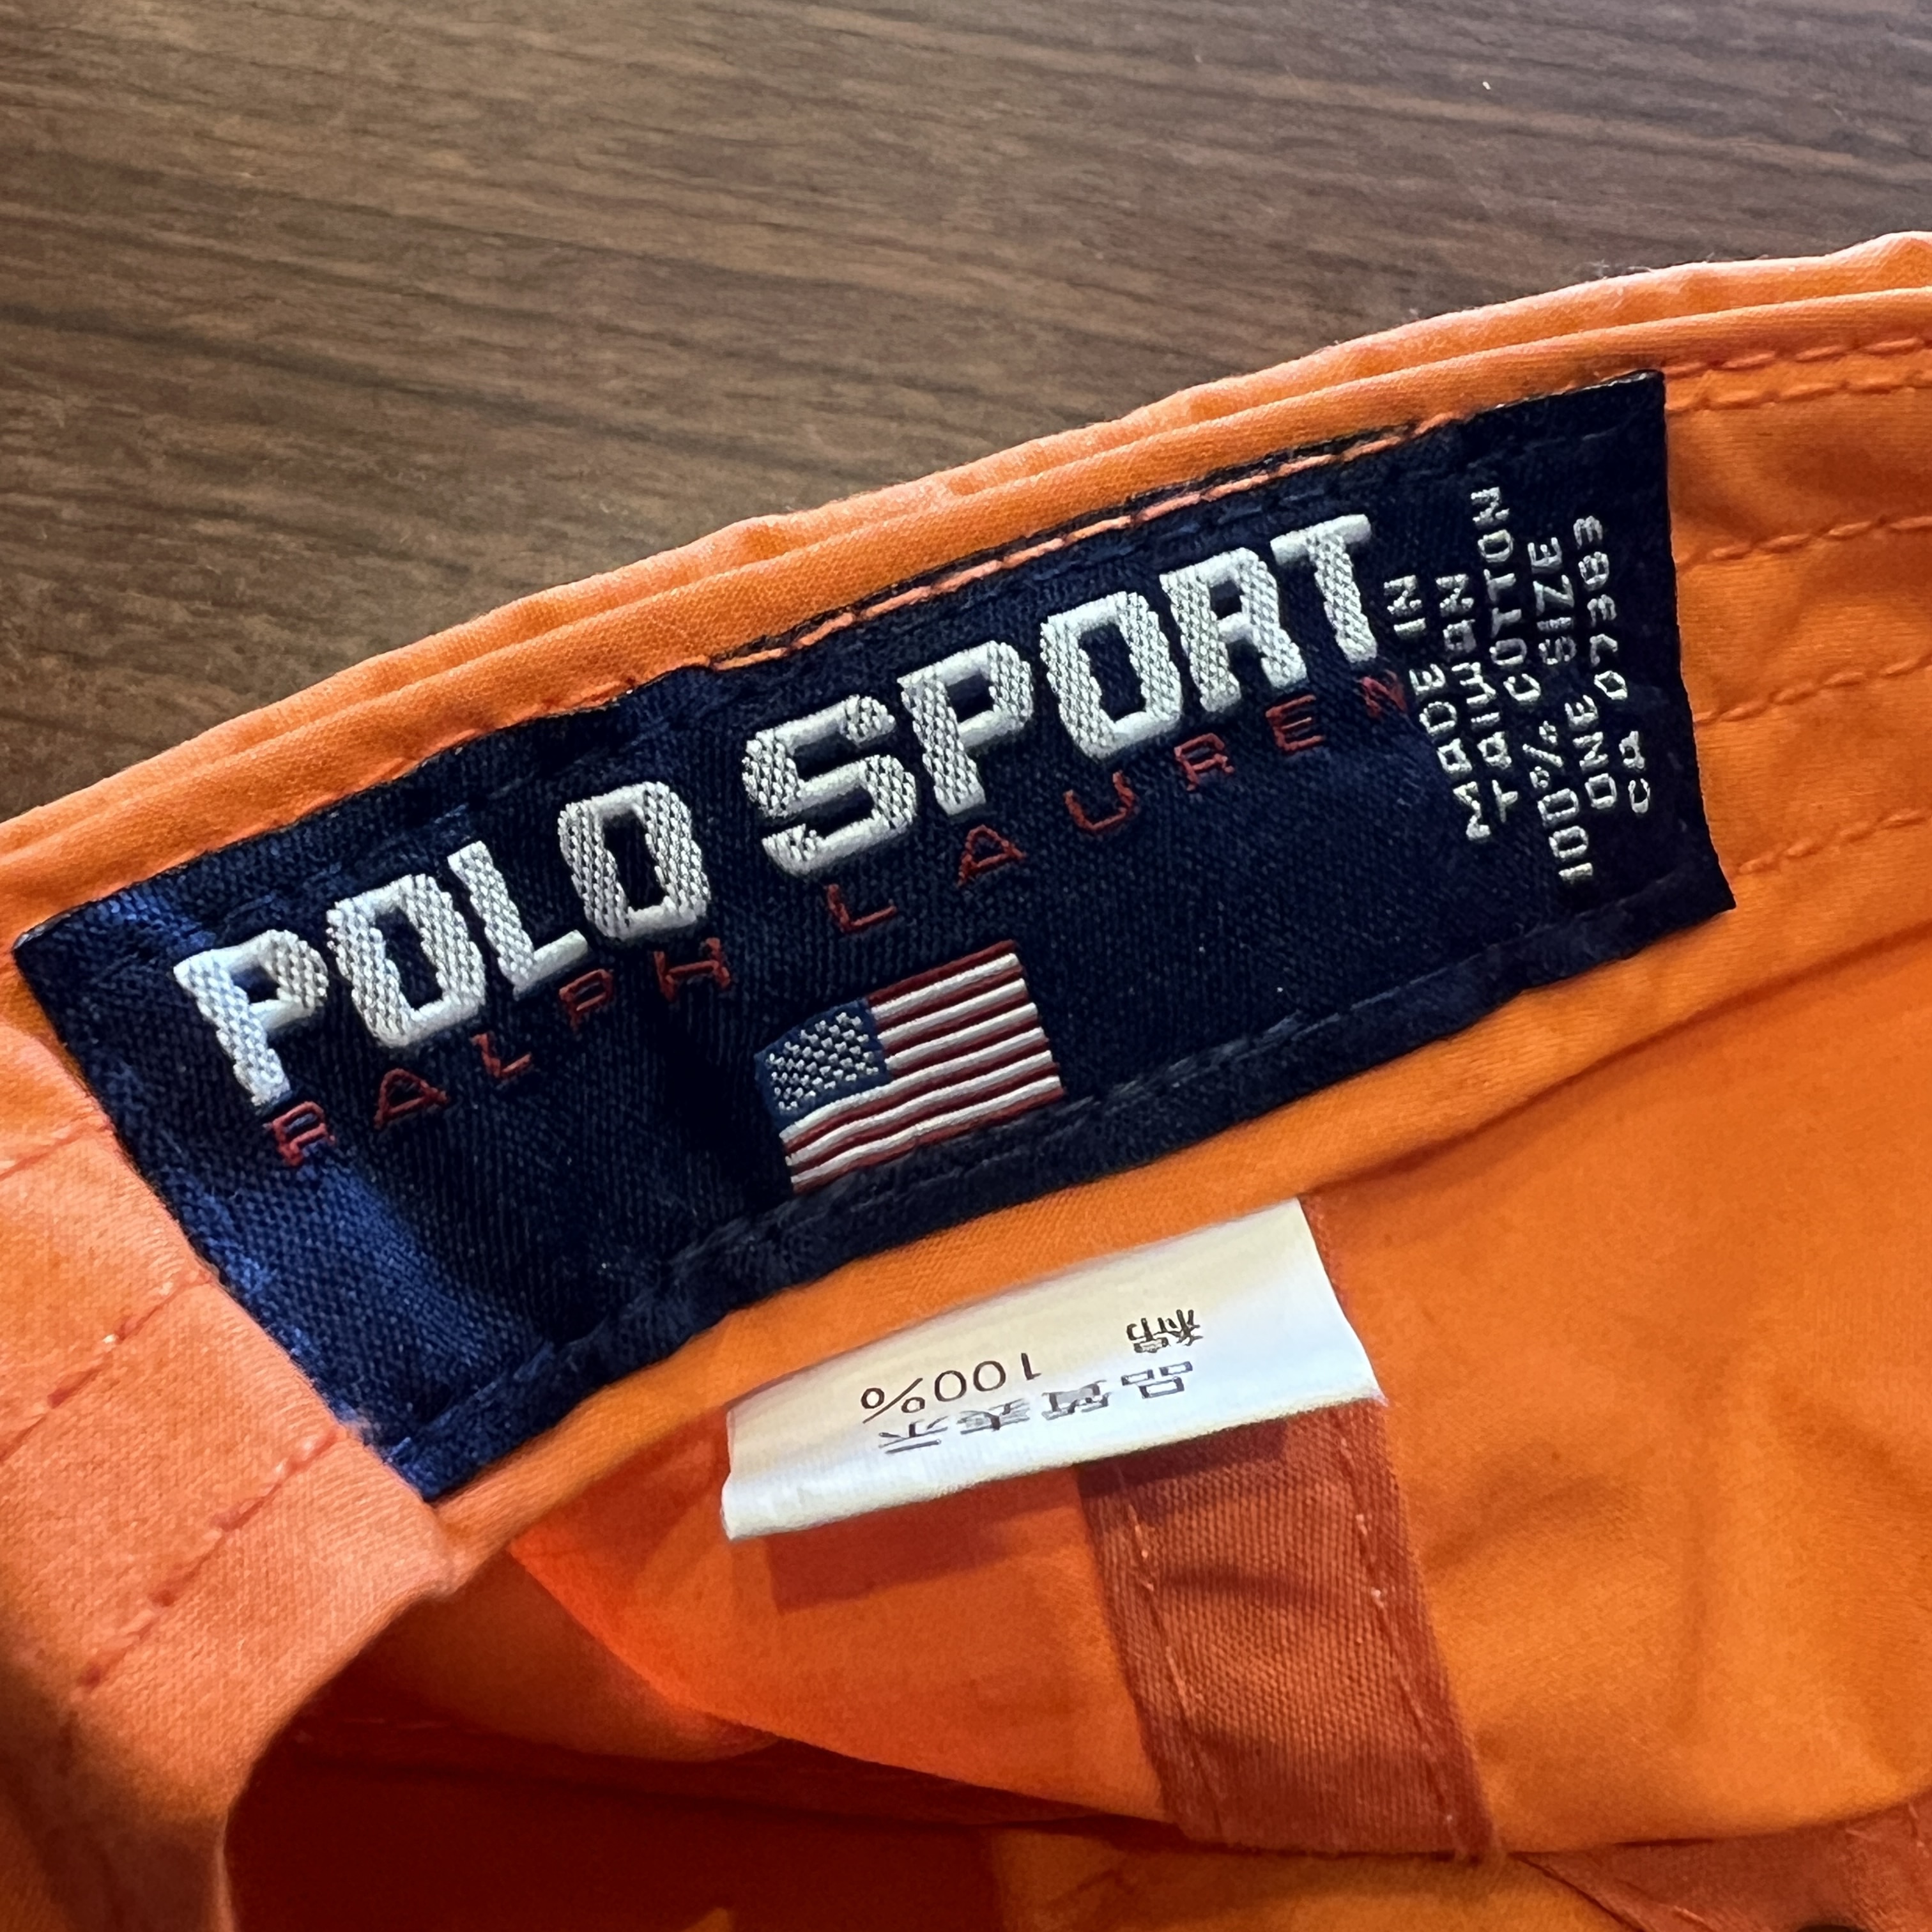 POLO SPORT
RALPH LAUREN
MADE IN
TAIWAN
100% COTTON
ONE SIZE
CA 07383
品質表示
綿 100%